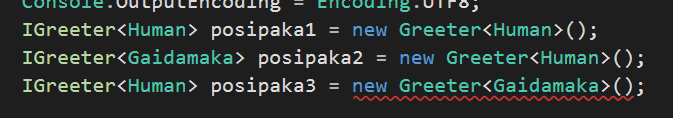 Console.OutputEncoding = Encoding.UTF8;
IGreeter<Human> posipaka1 = new Greeter<Human>();
IGreeter<Gaidamaka> posipaka2 = new Greeter<Human>();
IGreeter<Human> posipaka3 = new Greeter<Gaidamaka>();